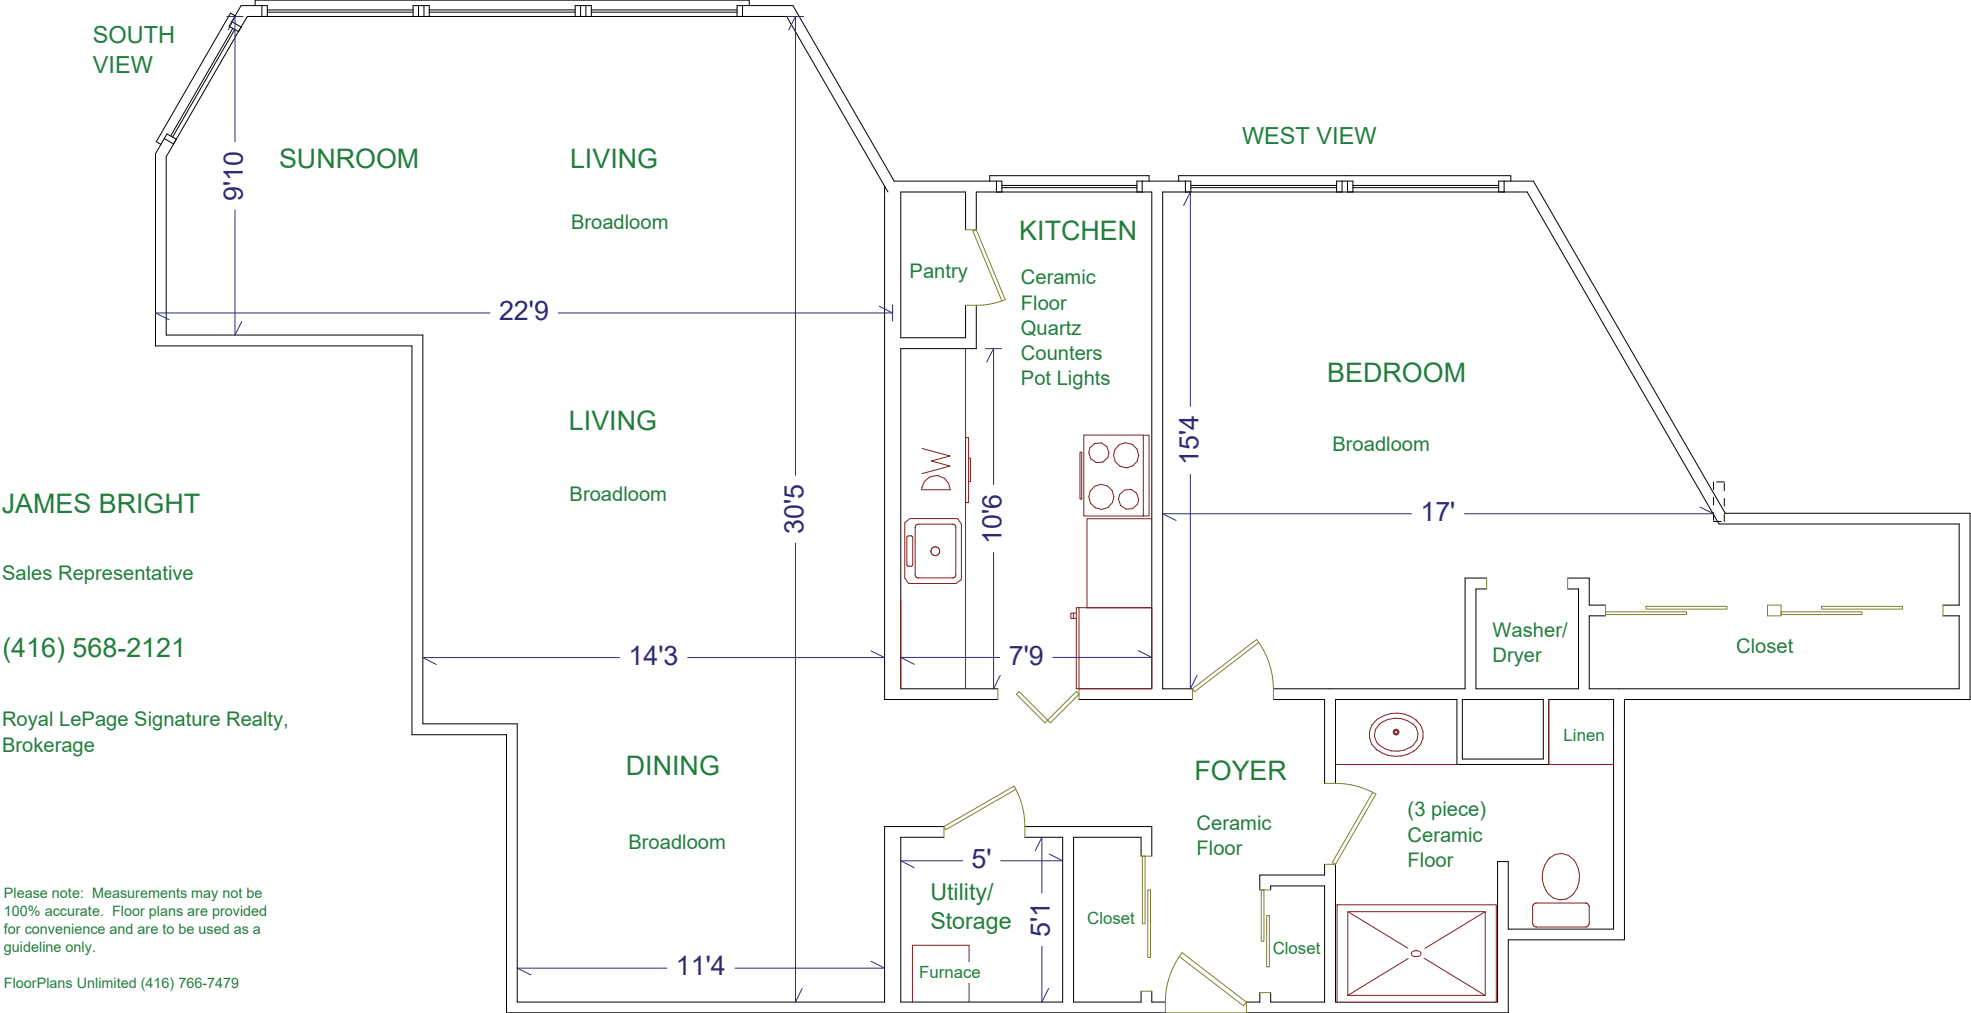 SOUTH
VIEW
WEST VIEW
SUNROOM
LIVING
Broadloom
9'10
22'9
Pantry
KITCHEN
Ceramic
Floor
Quartz
Counters
Pot Lights
BEDROOM
Broadloom
15'4
17'
LIVING
Broadloom
30'5
DW
10'6
14'3
7'9
Washer/
Dryer
Closet
JAMES BRIGHT
Sales Representative
(416) 568-2121
Royal LePage Signature Realty,
Brokerage
DINING
Broadloom
11'4
FOYER
Ceramic
Floor
Linen
(3 piece)
Ceramic
Floor
5'
Utility/
Storage
5'1
Furnace
Closet
Closet
Please note:  Measurements may not be
100% accurate.  Floor plans are provided
for convenience and are to be used as a
guideline only.
FloorPlans Unlimited (416) 766-7479